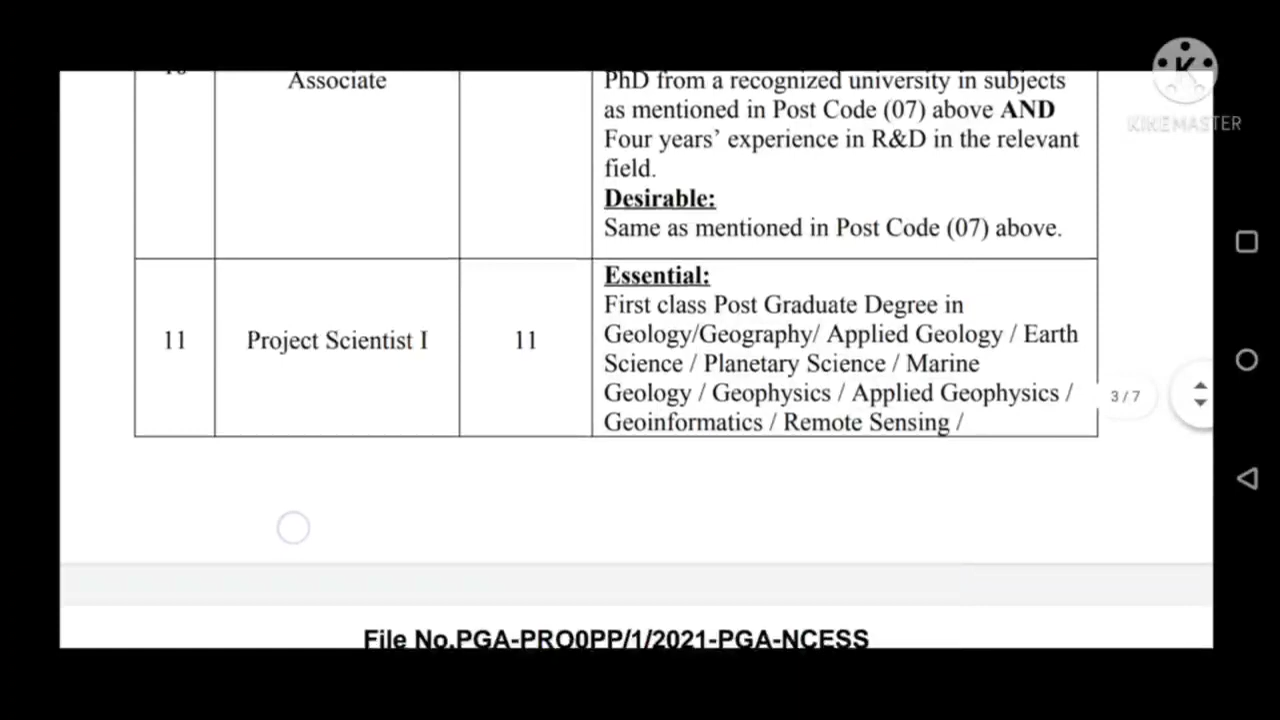 Associate
PhD from a recognized university in subjects
as mentioned in Post Code (07) above AND
Four years’ experience in R&D in the relevant
field.
Desirable:
Same as mentioned in Post Code (07) above.
11
Project Scientist I
11
Essential:
First class Post Graduate Degree in
Geology/Geography/ Applied Geology / Earth
Science / Planetary Science / Marine
Geology / Geophysics / Applied Geophysics /
Geoinformatics / Remote Sensing /
3 / 7
File No.PGA-PRO0PP/1/2021-PGA-NCESS
K
KINEMASTER